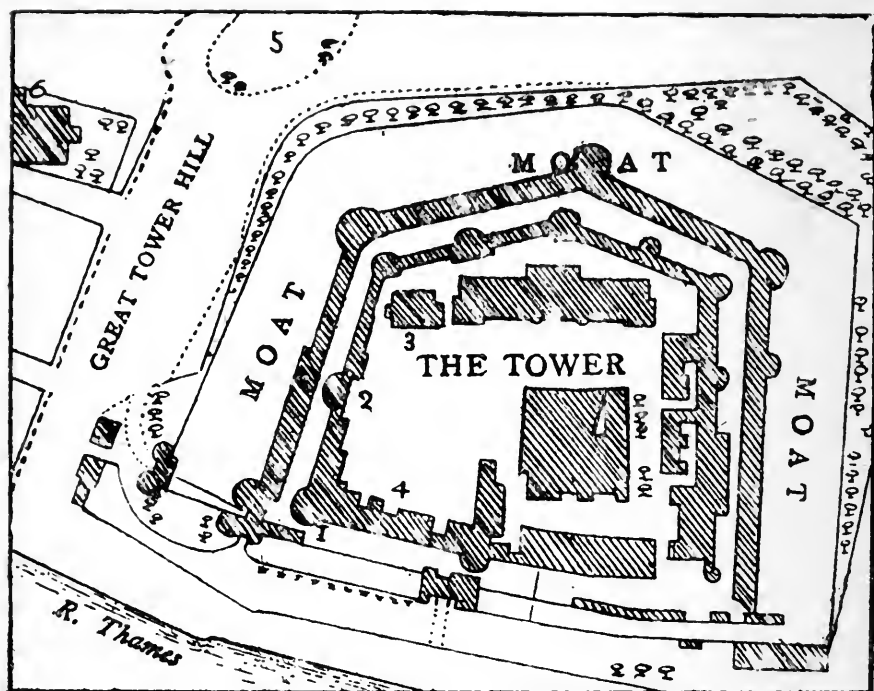 5
6
MOAT
GREAT TOWER HILL
MOAT
3
THE TOWER
2
MOAT
4
1
R. Thames